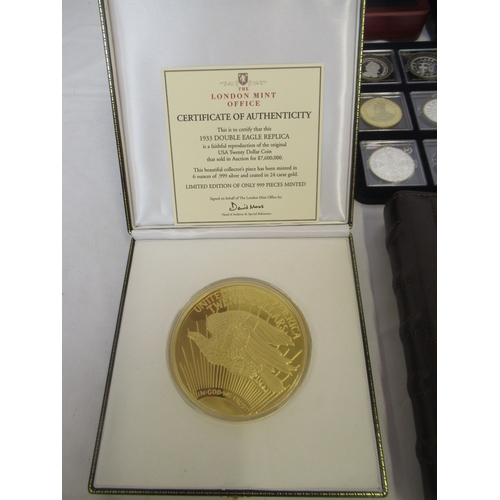 THE
LONDON MINT
OFFICE
CERTIFICATE OF AUTHENTICITY
This is to certify that this
1933 DOUBLE EAGLE REPLICA
is a faithful reproduction of the original
USA Twenty Dollar Coin
that sold in Auction for $7,600,000.
This beautiful collector's piece has been minted in
6 ounces of .999 silver and coated in 24 carat gold.
LIMITED EDITION OF ONLY 999 PIECES MINTED
Signed on behalf of The London Mint Office by:
UNITED STATES OF AMERICA
TWENTY DOLLARS
IN GOD WE TRUST